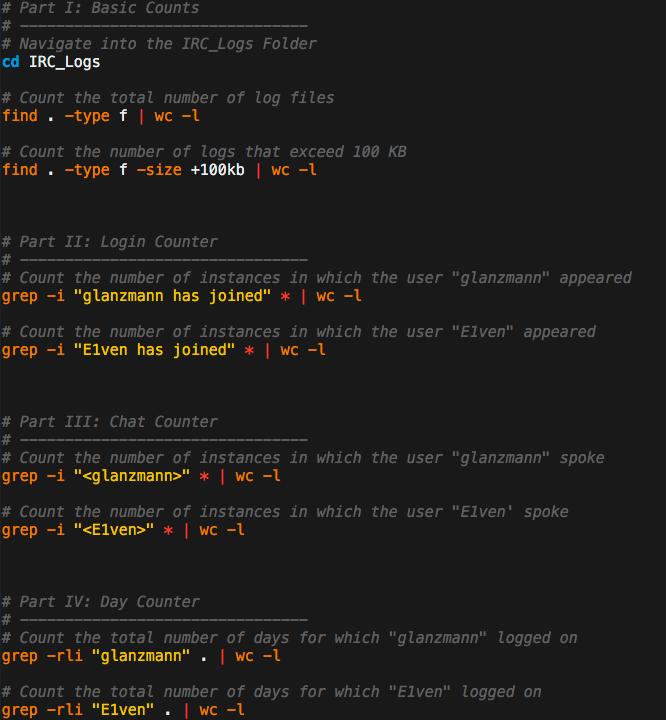 # Part I: Basic Counts
# --------------------------------
# Navigate into the IRC_Logs Folder
cd IRC_Logs
# Count the total number of log files
find . -type f | wc -l
# Count the number of logs that exceed 100 KB
find . -type f -size +100kb | wc -l
# Part II: Login Counter
# --------------------------------
# Count the number of instances in which the user "glanzmann" appeared
grep -i "glanzmann has joined" * | wc -l
# Count the number of instances in which the user "E1ven" appeared
grep -i "E1ven has joined" * | wc -l
# Part III: Chat Counter
# --------------------------------
# Count the number of instances in which the user "glanzmann" spoke
grep -i "<glanzmann>" * | wc -l
# Count the number of instances in which the user "E1ven' spoke
grep -i "<E1ven>" * | wc -l
# Part IV: Day Counter
# --------------------------------
# Count the total number of days for which "glanzmann" logged on
grep -rli "glanzmann" . | wc -l
# Count the total number of days for which "E1ven" logged on
grep -rli "E1ven" . | wc -l